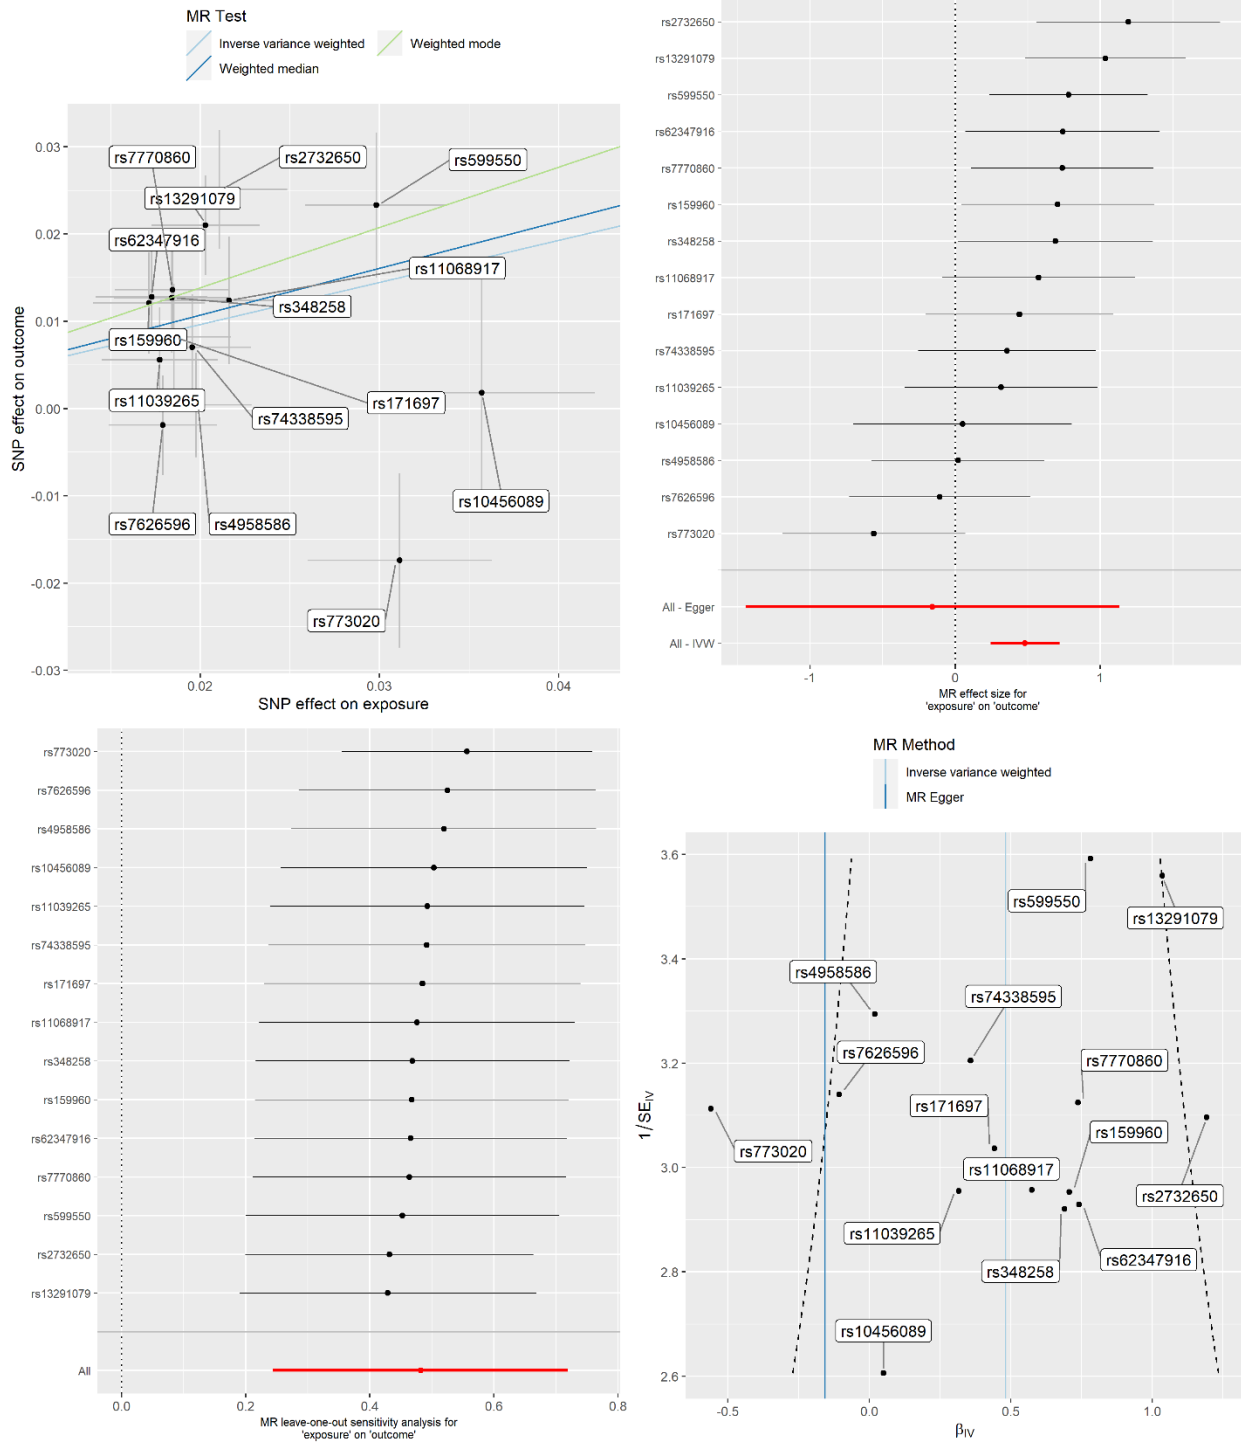 MR Test
Inverse variance weighted
Weighted mode
Weighted median
0.03
0.02
0.01
0.00
-0.01
-0.02
-0.03
SNP effect on outcome
rs7770860
rs2732650
rs599550
rs13291079
rs62347916
rs11068917
rs348258
rs159960
rs11039265
rs171697
rs74338595
rs10456089
rs7626596
rs4958586
rs773020
0.02
0.03
0.04
SNP effect on exposure
rs2732650
rs13291079
rs599550
rs62347916
rs7770860
rs159960
rs348258
rs11068917
rs171697
rs74338595
rs11039265
rs10456089
rs4958586
rs7626596
rs773020
All - Egger
All - IVW
-1
0
1
MR effect size for
'exposure' on 'outcome'
rs773020
rs7626596
rs4958586
rs10456089
rs11039265
rs74338595
rs171697
rs11068917
rs348258
rs159960
rs62347916
rs7770860
rs599550
rs2732650
rs13291079
All
0.0
0.2
0.4
0.6
0.8
MR leave-one-out sensitivity analysis for
'exposure' on 'outcome'
MR Method
Inverse variance weighted
MR Egger
3.6
3.4
3.2
3.0
2.8
2.6
1/SE_IV
rs599550
rs13291079
rs4958586
rs74338595
rs7626596
rs7770860
rs171697
rs159960
rs773020
rs11068917
rs2732650
rs11039265
rs62347916
rs348258
rs10456089
-0.5
0.0
0.5
1.0
β_IV